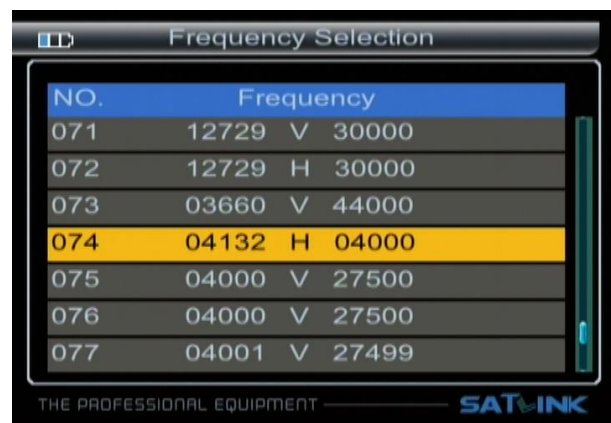 Frequency Selection
NO. Frequency
071 12729 V 30000
072 12729 H 30000
073 03660 V 44000
074 04132 H 04000
075 04000 V 27500
076 04000 V 27500
077 04001 V 27499
THE PROFESSIONAL EQUIPMENT SATLINK